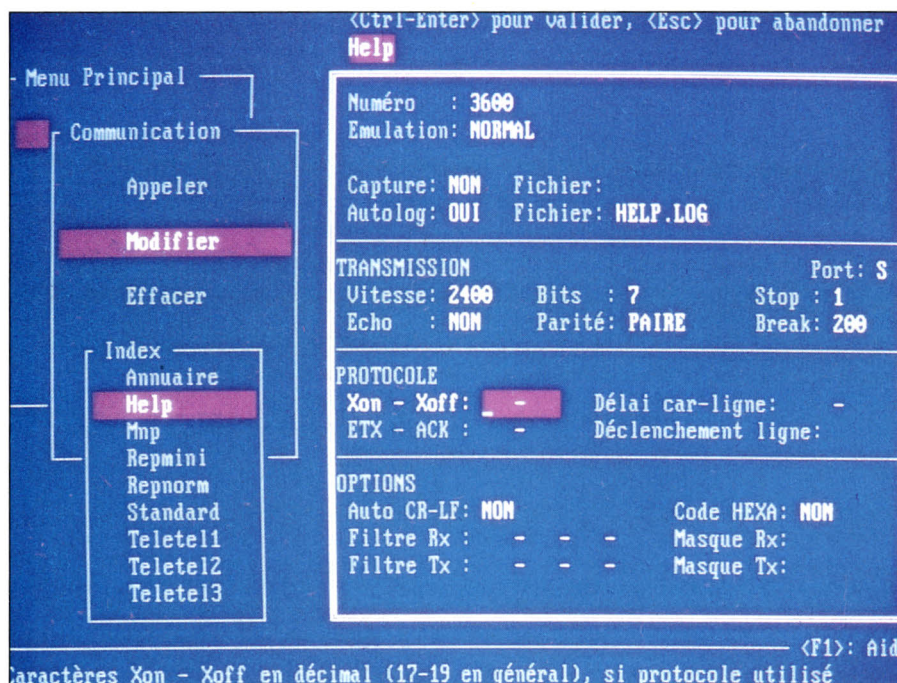 <Ctrl-Enter> pour valider, <Esc> pour abandonner
Help
Menu Principal
Communication
Appeler
Modifier
Effacer
Index
Annuaire
Help
Mnp
Repmini
Repnorm
Standard
Teletel1
Teletel2
Teletel3
Numéro : 3600
Emulation: NORMAL
Capture: NON Fichier:
Autolog: OUI Fichier: HELP.LOG
TRANSMISSION Port: S
Vitesse: 2400 Bits : 7 Stop : 1
Echo : NON Parité: PAIRE Break: 200
PROTOCOLE
Xon - Xoff: - Délai car-ligne: -
ETX - ACK : - Déclenchement ligne:
OPTIONS
Auto CR-LF: NON Code HEXA: NON
Filtre Rx : - - - Masque Rx:
Filtre Tx : - - - Masque Tx:
<F1>: Aid
Caractères Xon - Xoff en décimal (17-19 en général), si protocole utilisé